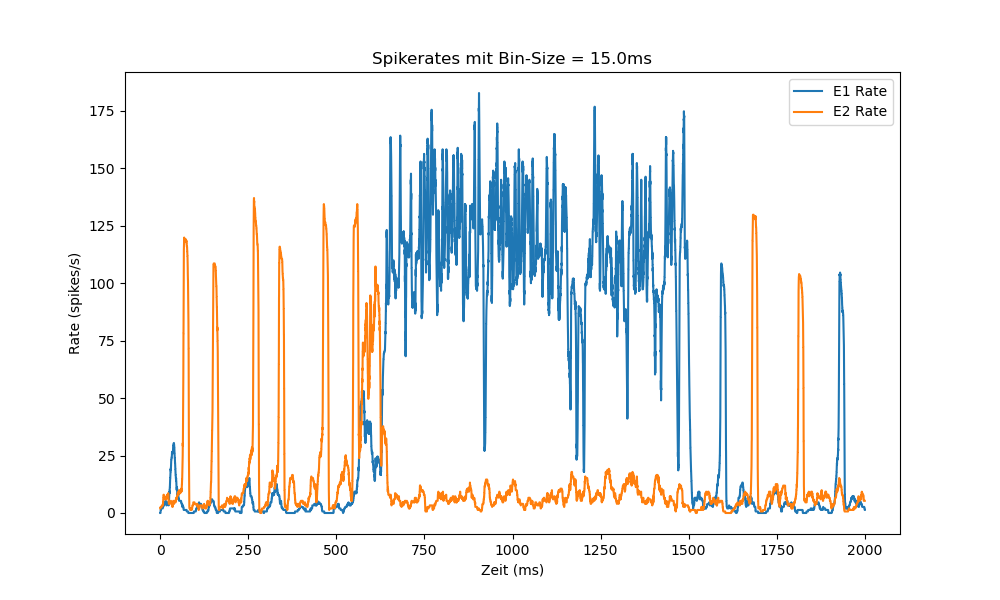 Spikerates mit Bin-Size = 15.0ms
E1 Rate
E2 Rate
175
150
125
100
75
50
25
0
Rate (spikes/s)
0 250 500 750 1000 1250 1500 1750 2000
Zeit (ms)